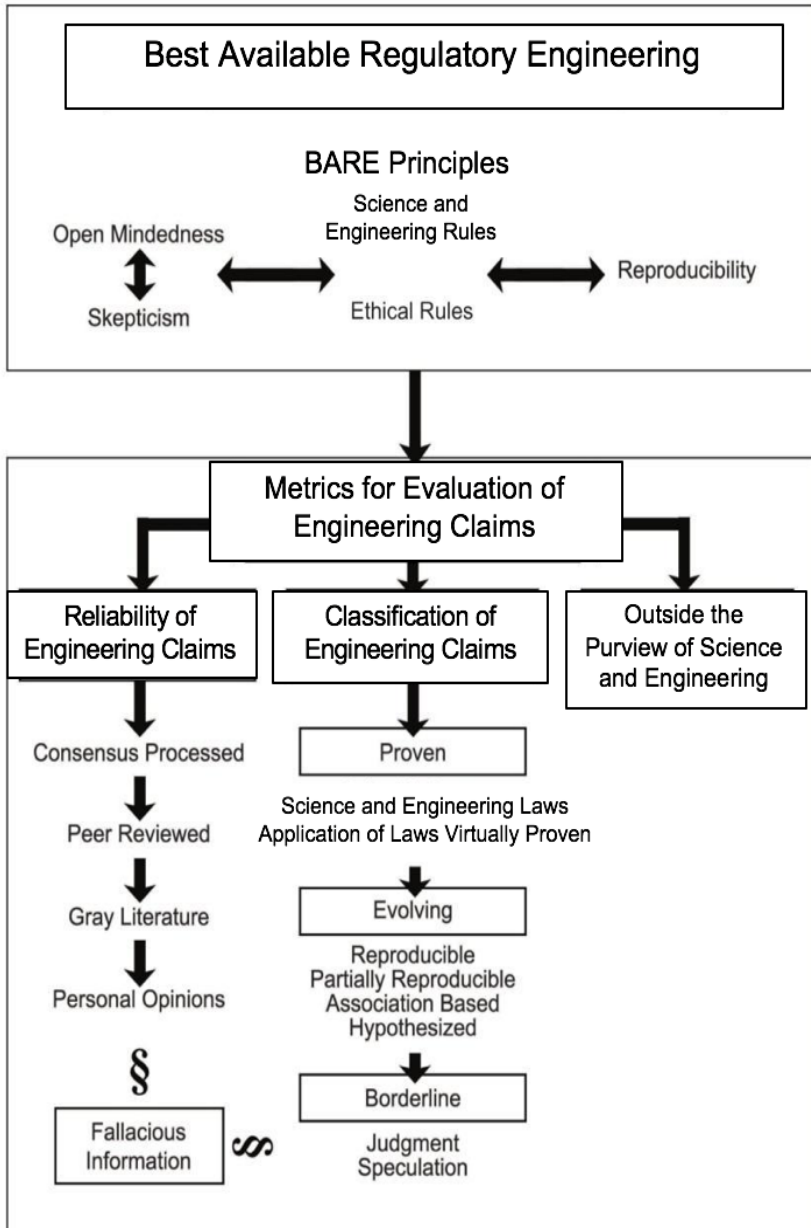 Best Available Regulatory Engineering
BARE Principles
Science and
Engineering Rules
Open Mindedness
Skepticism
Ethical Rules
Reproducibility
Metrics for Evaluation of
Engineering Claims
Reliability of
Engineering Claims
Consensus Processed
Peer Reviewed
Gray Literature
Personal Opinions
§
Fallacious
Information
§
Classification of
Engineering Claims
Proven
Science and Engineering Laws
Application of Laws Virtually Proven
Evolving
Reproducible
Partially Reproducible
Association Based
Hypothesized
Borderline
Judgment
Speculation
Outside the
Purview of Science
and Engineering